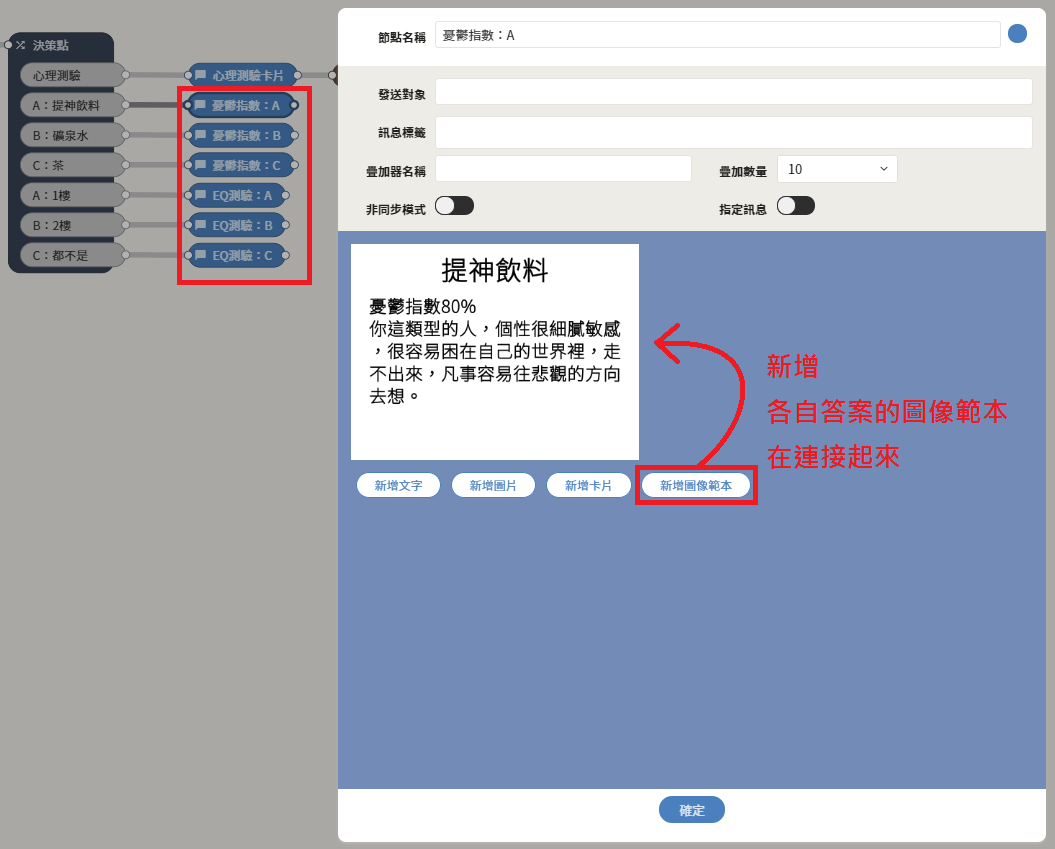 決策點
心理測驗
A：提神飲料
B：礦泉水
C：茶
A：1樓
B：2樓
C：都不是
心理測驗卡片
憂鬱指數：A
憂鬱指數：B
憂鬱指數：C
EQ測驗：A
EQ測驗：B
EQ測驗：C
節點名稱 憂鬱指數：A
發送對象
訊息標籤
疊加器名稱 疊加數量 10
非同步模式 指定訊息
提神飲料
憂鬱指數80%
你這類型的人，個性很細膩敏感
，很容易困在自己的世界裡，走
不出來，凡事容易往悲觀的方向
去想。
新增文字 新增圖片 新增卡片 新增圖像範本
新增
各自答案的圖像範本
在連接起來
確定